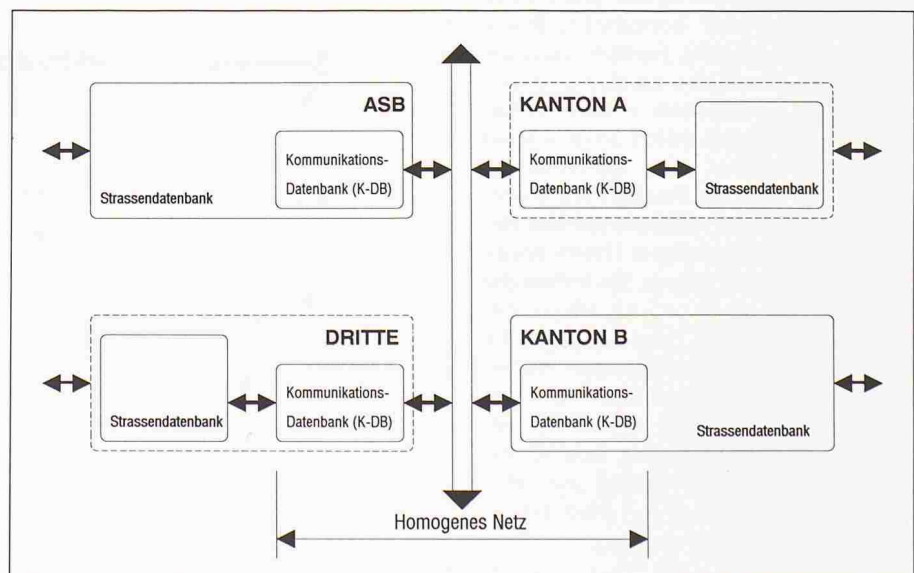 ASB
Kommunikations-
Datenbank (K-DB)
Strassendatenbank
KANTON A
Kommunikations-
Datenbank (K-DB)
Strassendatenbank
DRITTE
Kommunikations-
Datenbank (K-DB)
Strassendatenbank
KANTON B
Kommunikations-
Datenbank (K-DB)
Strassendatenbank
Homogenes Netz